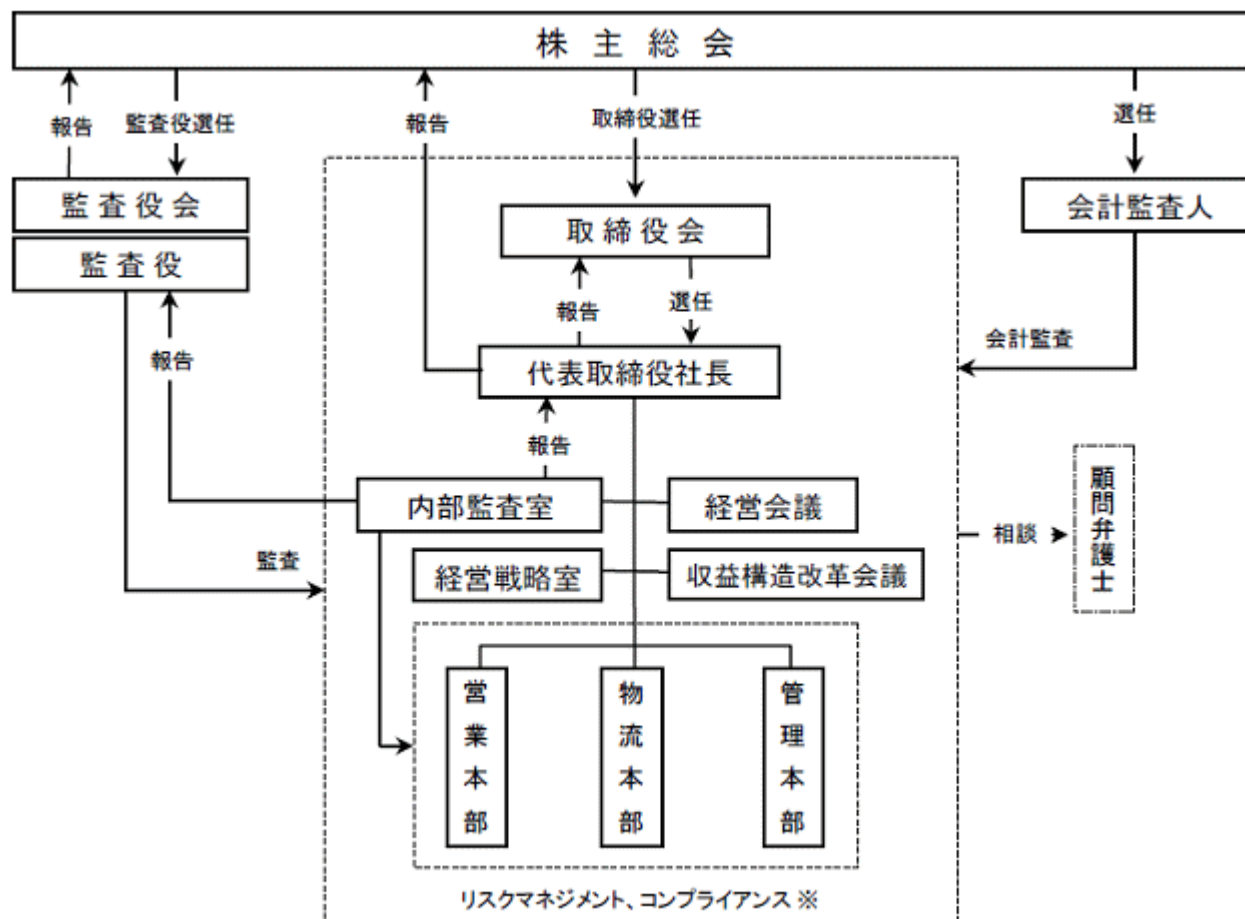 株主総会
報告
監査役選任
報告
取締役選任
選任
監査役会
監査役
取締役会
会計監査人
報告
選任
会計監査
報告
代表取締役社長
報告
内部監査室
経営会議
監査
経営戦略室
収益構造改革会議
相談
顧問弁護士
営業本部
物流本部
管理本部
リスクマネジメント、コンプライアンス ※